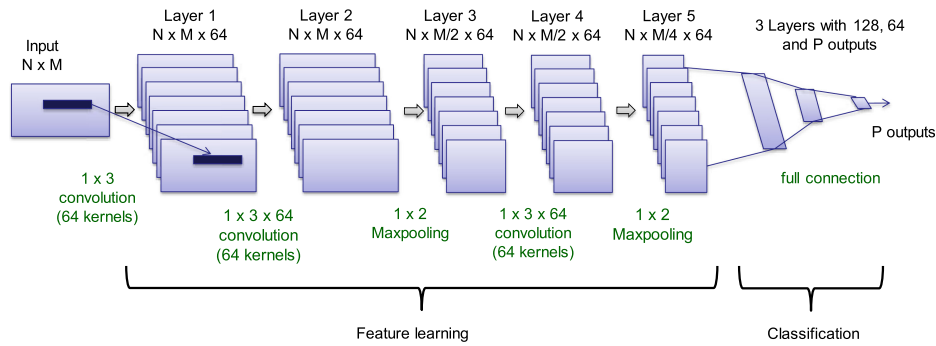 Input
N x M
Layer 1
N x M x 64
Layer 2
N x M x 64
Layer 3
N x M/2 x 64
Layer 4
N x M/2 x 64
Layer 5
N x M/4 x 64
3 Layers with 128, 64
and P outputs
P outputs
1 x 3
convolution
(64 kernels)
1 x 3 x 64
convolution
(64 kernels)
1 x 2
Maxpooling
1 x 3 x 64
convolution
(64 kernels)
1 x 2
Maxpooling
full connection
Feature learning
Classification